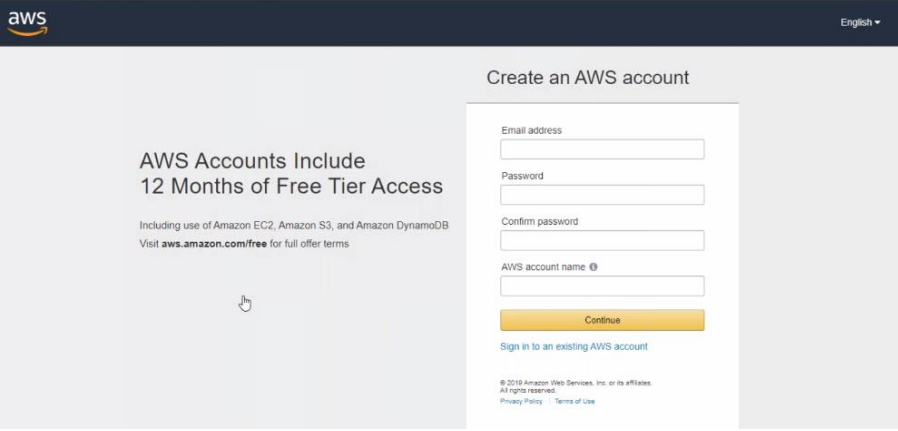 aws
English
Create an AWS account
AWS Accounts Include
12 Months of Free Tier Access
Including use of Amazon EC2, Amazon S3, and Amazon DynamoDB
Visit aws.amazon.com/free for full offer terms
Email address
Password
Confirm password
AWS account name
Continue
Sign in to an existing AWS account
© 2019 Amazon Web Services, Inc. or its affiliates.
All rights reserved.
Privacy Policy | Terms of Use